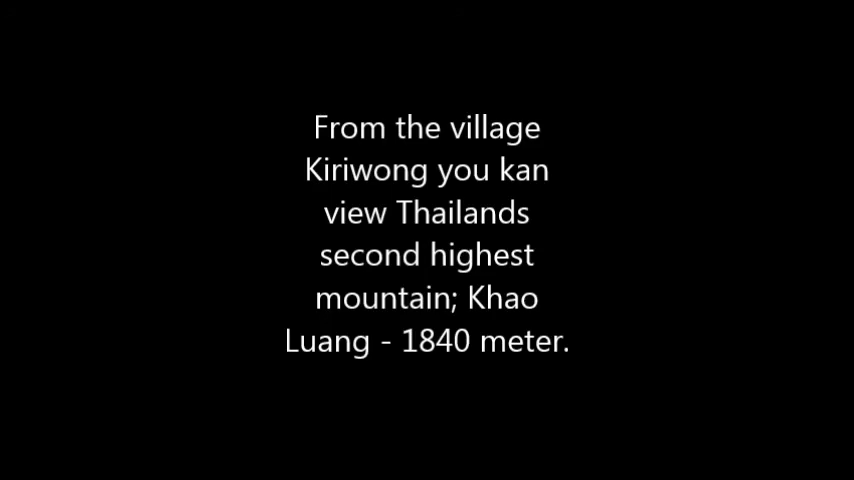 From the village
Kiriwong you kan
view Thailands
second highest
mountain; Khao
Luang - 1840 meter.